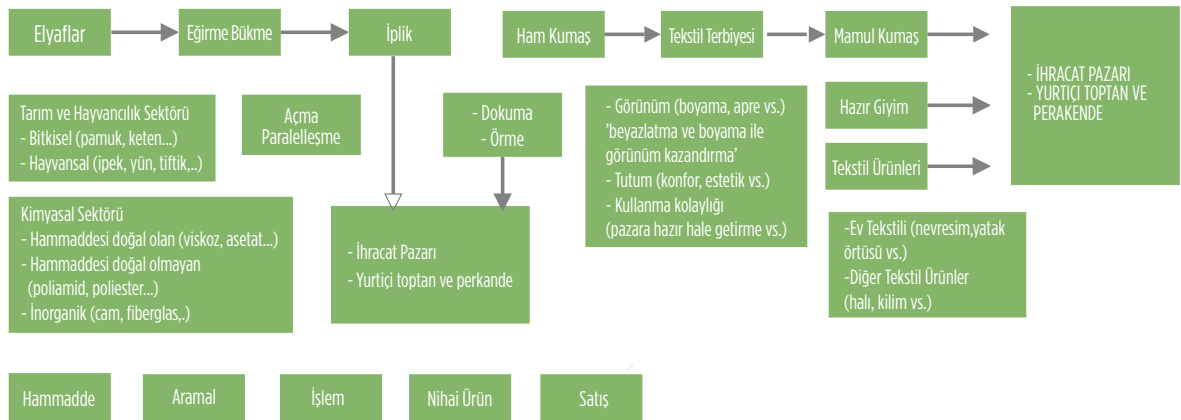 Elyaflar
Eğirme Bükme
İplik
Ham Kumaş
Tekstil Terbiyesi
Mamul Kumaş
- İHRACAT PAZARI
- YURTİÇİ TOPTAN VE
PERAKENDE
Hazır Giyim
Tekstil Ürünleri
Tarım ve Hayvancılık Sektörü
- Bitkisel (pamuk, keten...)
- Hayvansal (ipek, yün, tiftik,..)
Açma
Paralelleşme
- Dokuma
- Örme
- Görünüm (boyama, apre vs.)
'beyazlatma ve boyama ile
görünüm kazandırma'
- Tutum (konfor, estetik vs.)
- Kullanma kolaylığı
(pazara hazır hale getirme vs.)
Kimyasal Sektörü
- Hammaddesi doğal olan (viskoz, asetat...)
- Hammaddesi doğal olmayan
(poliamid, poliester...)
- İnorganik (cam, fiberglas,.)
- İhracat Pazarı
- Yurtiçi toptan ve perkande
-Ev Tekstili (nevresim,yatak
örtüsü vs.)
-Diğer Tekstil Ürünler
(halı, kilim vs.)
Hammadde
Aramal
İşlem
Nihai Ürün
Satış